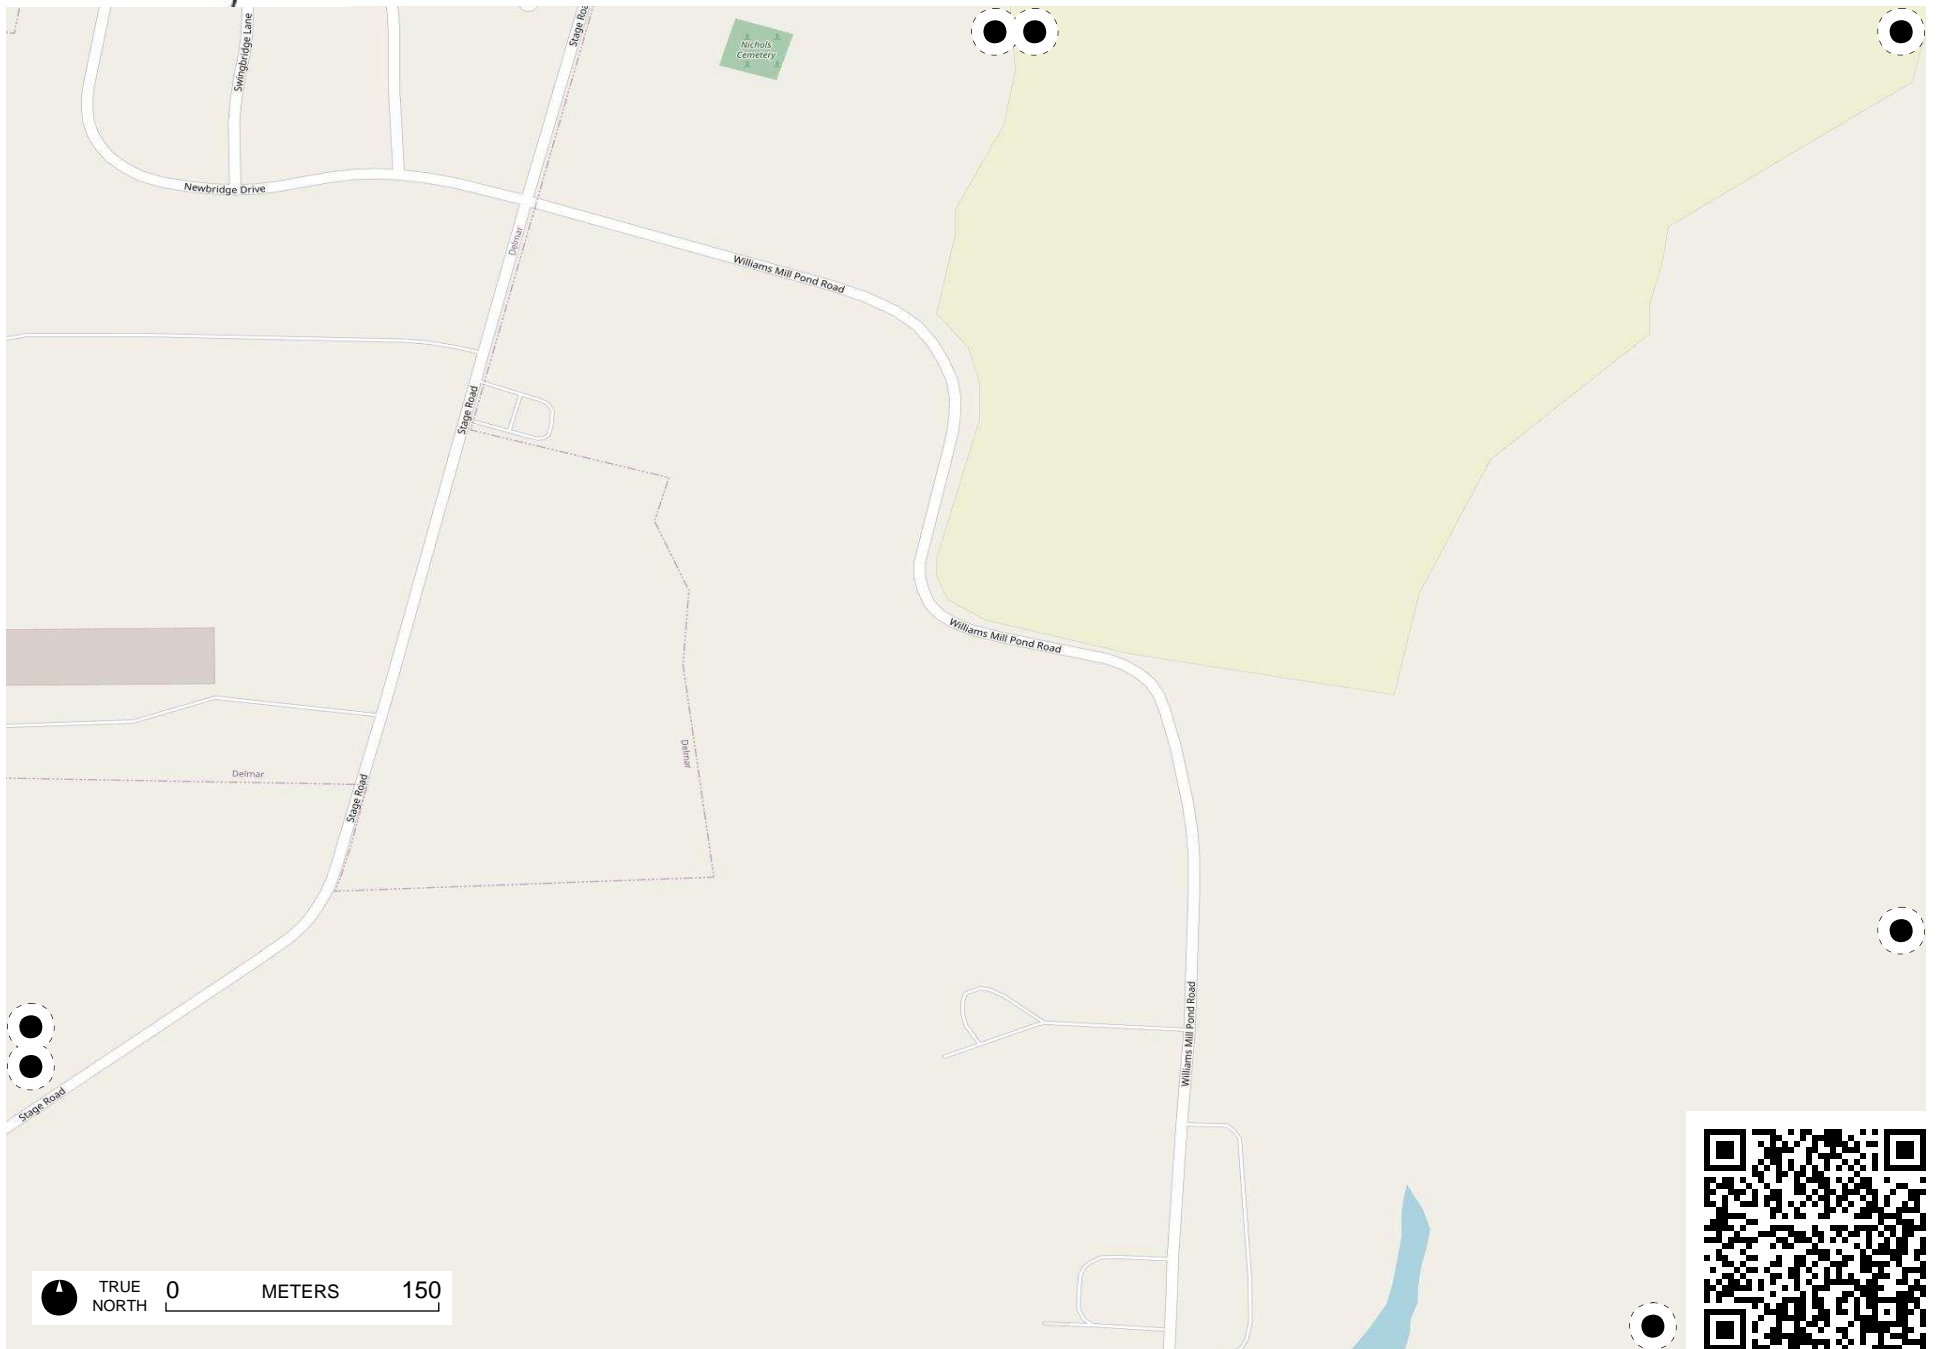 Swingbridge Lane
Stage Roa
Nichols
Cemetery
Newbridge Drive
Delmar
Williams Mill Pond Road
Stage Road
Williams Mill Pond Road
Delmar
Delmar
Stage Road
Williams Mill Pond Road
Stage Road
TRUE
NORTH
0 METERS 150